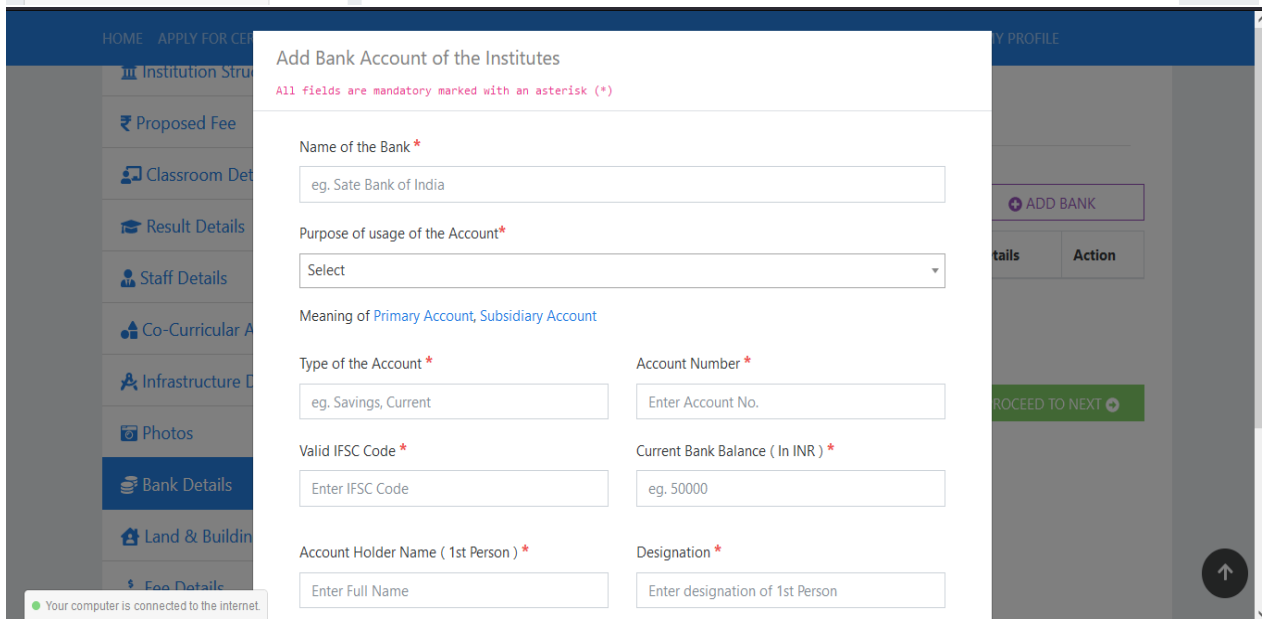 HOME APPLY FOR CER
Y PROFILE
Institution Stru
Proposed Fee
Classroom Det
Result Details
Staff Details
Co-Curricular A
Infrastructure D
Photos
Bank Details
Land & Buildin
Fee Details
Add Bank Account of the Institutes
All fields are mandatory marked with an asterisk (*)
Name of the Bank *
eg. Sate Bank of India
Purpose of usage of the Account*
Select
Meaning of Primary Account, Subsidiary Account
Type of the Account * Account Number *
eg. Savings, Current Enter Account No.
Valid IFSC Code * Current Bank Balance ( In INR ) *
Enter IFSC Code eg. 50000
Account Holder Name ( 1st Person ) * Designation *
Enter Full Name Enter designation of 1st Person
ADD BANK
tails Action
ROCEED TO NEXT
Your computer is connected to the internet.